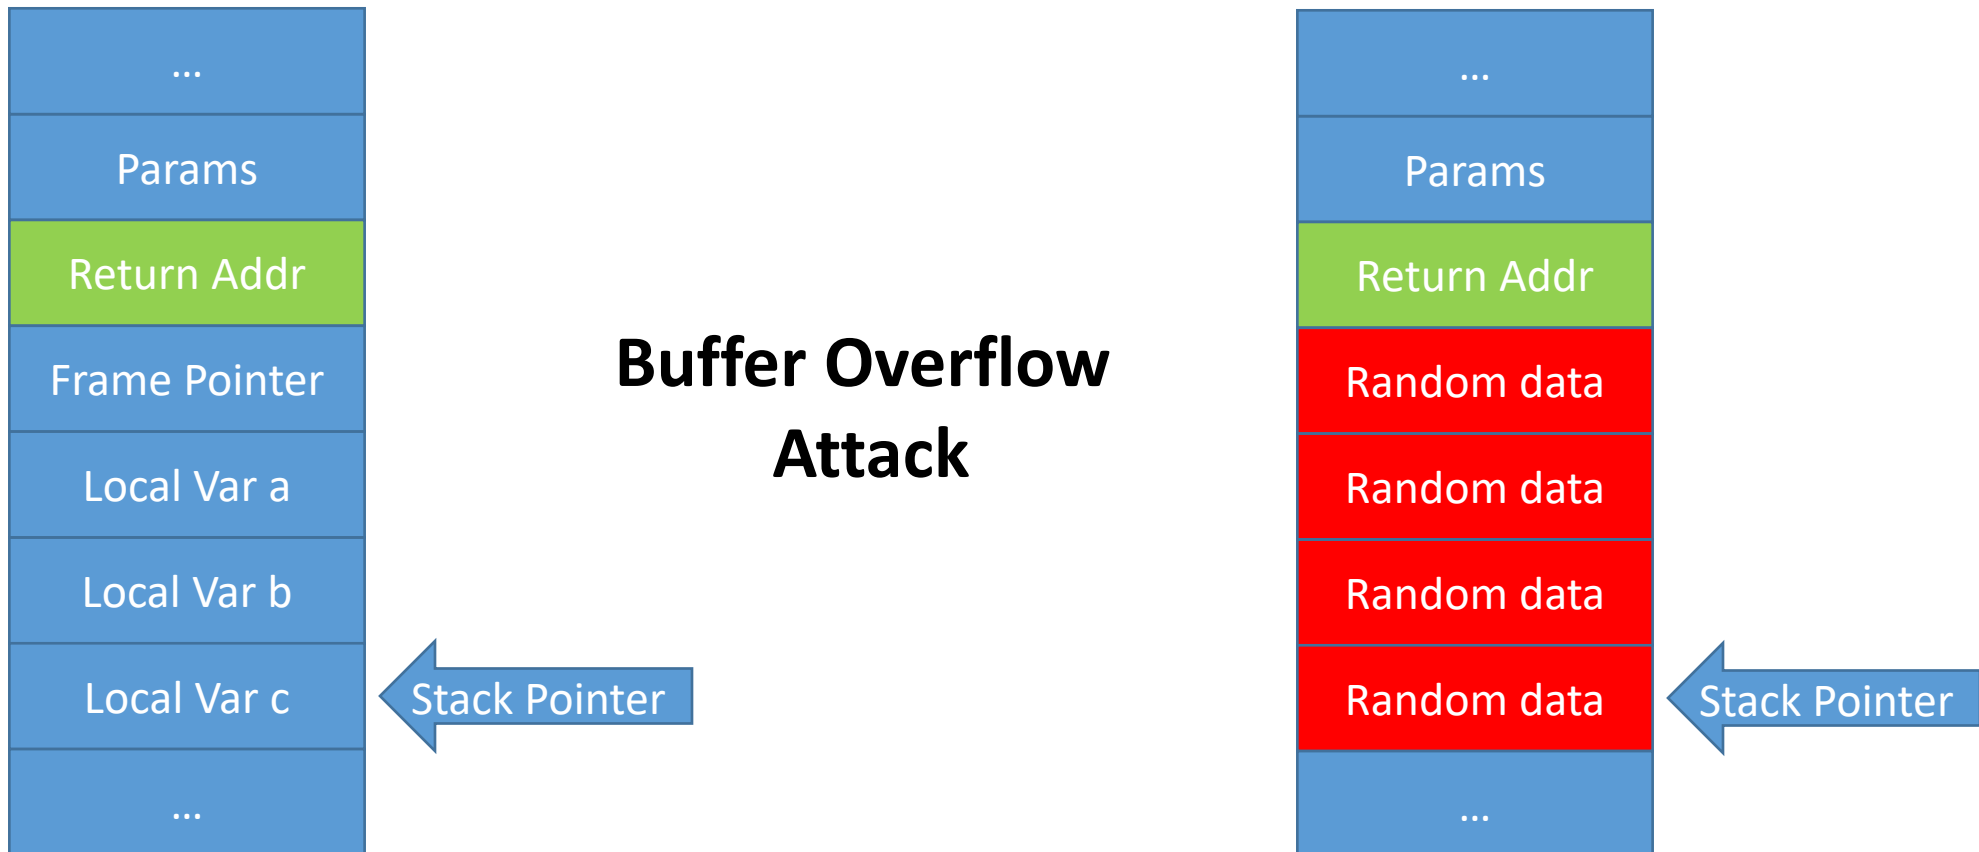 ...
Params
Return Addr
Frame Pointer
Local Var a
Local Var b
Local Var c
...
Stack Pointer
Buffer Overflow
Attack
...
Params
Return Addr
Random data
Random data
Random data
Random data
...
Stack Pointer